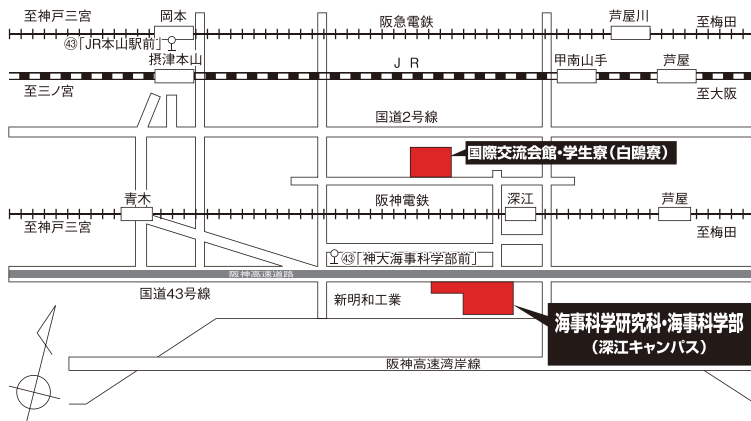 至神戸三宮
岡本
阪急電鉄
芦屋川
至梅田
㊸「JR本山駅前」
摂津本山
JR
甲南山手
芦屋
至三ノ宮
至大阪
国道2号線
国際交流会館・学生寮(白鴎寮)
青木
阪神電鉄
深江
芦屋
至神戸三宮
至梅田
㊸「神大海事科学部前」
阪神高速道路
国道43号線
新明和工業
海事科学研究科・海事科学部
(深江キャンパス)
阪神高速湾岸線